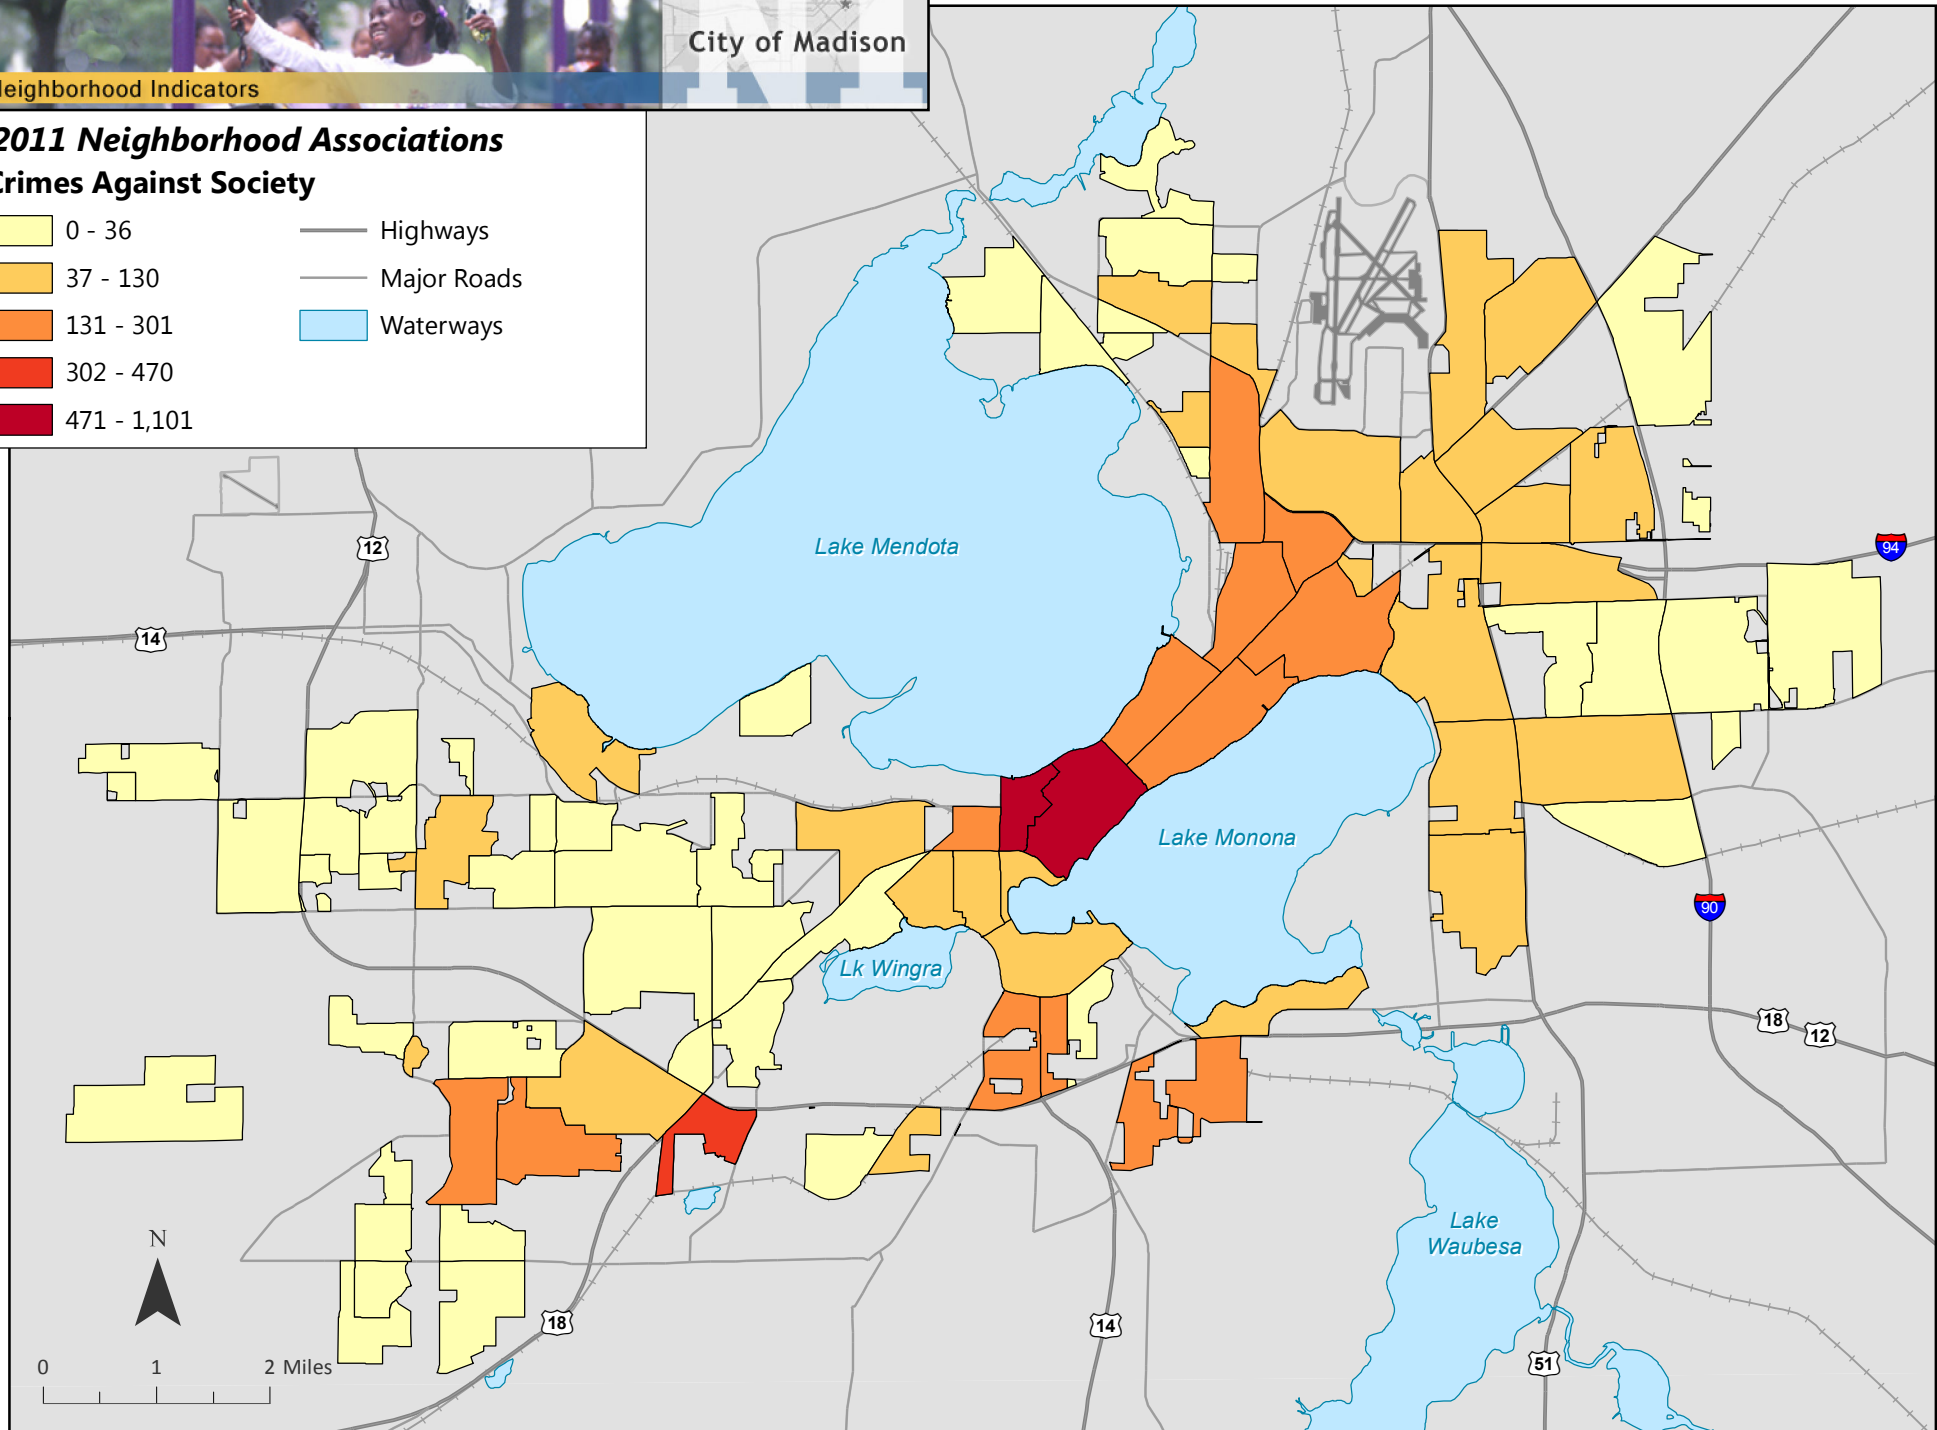 City of Madison
Neighborhood Indicators
2011 Neighborhood Associations
Crimes Against Society
0 - 36
Highways
37 - 130
Major Roads
131 - 301
Waterways
302 - 470
471 - 1,101
12
Lake Mendota
94
14
Lake Monona
90
Lk Wingra
18
12
Lake
Waubesa
N
18
14
51
0 1 2 Miles